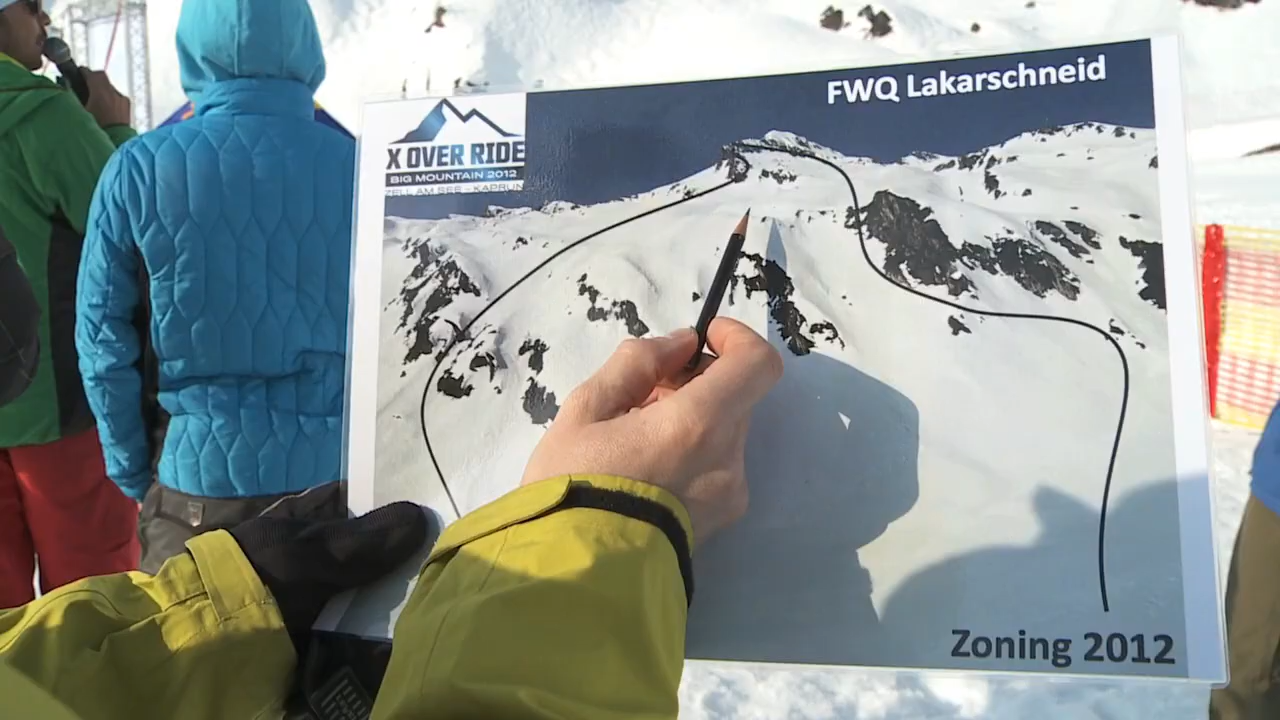 FWQ Lakarschneid
X OVER RIDE
BIG MOUNTAIN 2012
ZELL AM SEE - KAPRUN
Zoning 2012